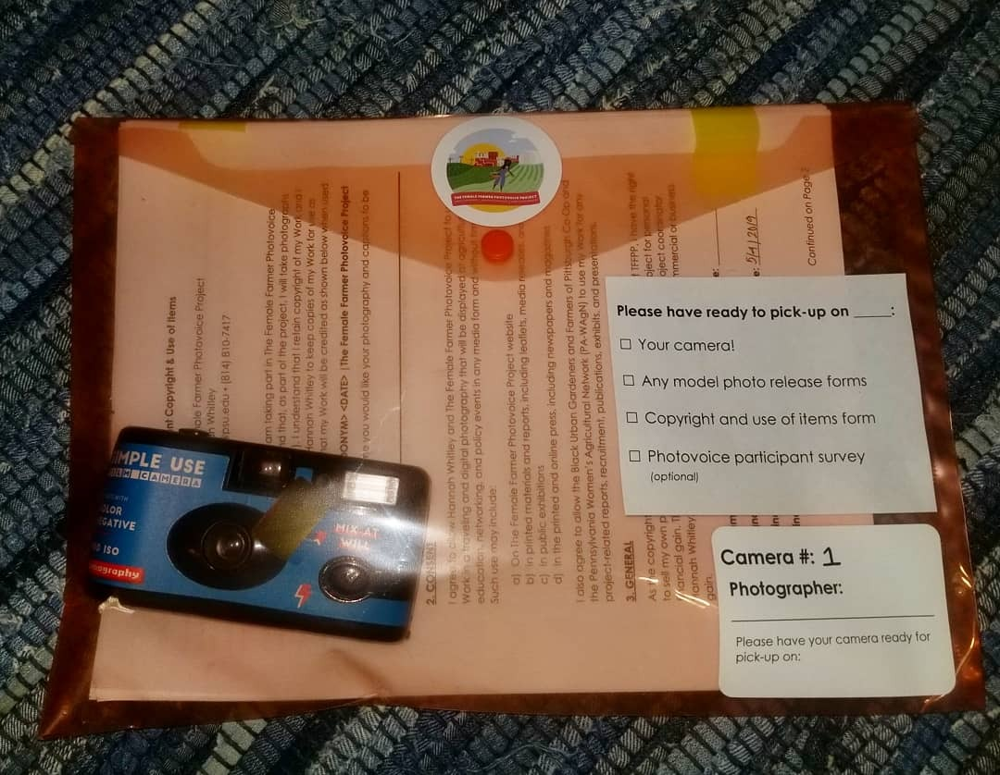 THE FEMALE FARMER PHOTOVOICE PROJECT
Please have ready to pick-up on ____:
☐ Your camera!
☐ Any model photo release forms
☐ Copyright and use of items form
☐ Photovoice participant survey
(optional)
Camera #: 1
Photographer:
Please have your camera ready for
pick-up on:
IMPLE USE
FILM CAMERA
OLOR
EGATIVE
ISO
ography
MIX AT
WILL
nt Copyright & Use of Items
ale Farmer Photovoice Project
h Whitley
psu.edu • (814) 810-7417
am taking part in The Female Farmer Photovoice
d that, as part of the project, I will take photographs
I understand that I retain copyright of my Work and I
annah Whitley to keep copies of my Work for use as
at my Work will be credited as shown below when used
ONYM> <DATE> |The Female Farmer Photovoice Project
e you would like your photography and captions to be
2. CONSENT
I agree to allow Hannah Whitley and The Female Farmer Photovoice Project to
Work in a traveling and digital photography that will be displayed at agricultu
education, networking, and policy events in any media form and without
Such use may include:
a) On The Female Farmer Photovoice Project website
b) In printed materials and reports, including leaflets, media releases, an
c) In public exhibitions
d) In the printed and online press, including newspapers and magazines
I also agree to allow the Black Urban Gardeners and Farmers of Pittsburgh Co-Op and
the Pennsylvania Women's Agricultural Network (PA-WAgN) to use my Work for any
project-related reports, recruitment, publications, exhibits, and presentations.
3. GENERAL
As the copyright
TFFPP, I have the right
to sell my own p
oject for personal
financial gain.
oject coordinator,
Hannah Whitley
mmercial or business
gain.
e:
e: 5/4/2019
Continued on Page 2